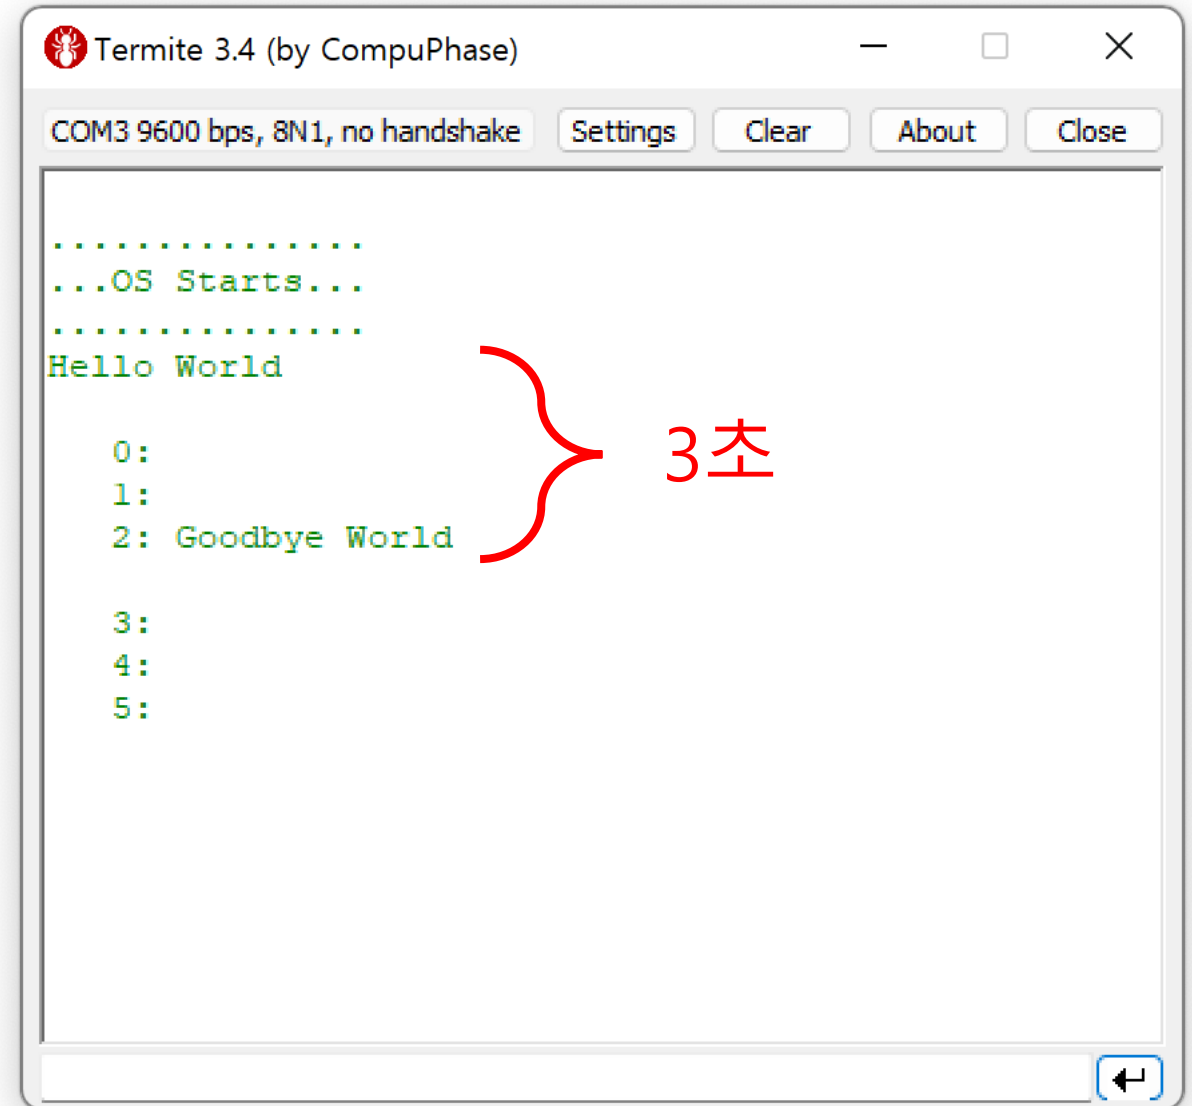 Termite 3.4 (by CompuPhase)
COM3 9600 bps, 8N1, no handshake Settings Clear About Close
...............
...OS Starts...
...............
Hello World
0:
3초
1:
2: Goodbye World
3:
4:
5: